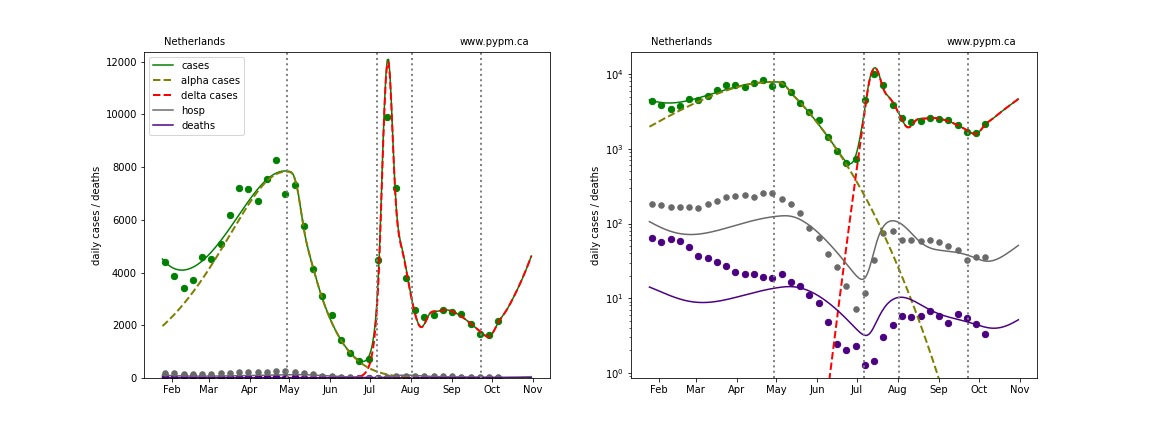 Netherlands www.pypm.ca
daily cases / deaths
12000
10000
8000
6000
4000
2000
0
cases
alpha cases
delta cases
hosp
deaths
Feb Mar Apr May Jun Jul Aug Sep Oct Nov
Netherlands www.pypm.ca
daily cases / deaths
10⁴
10³
10²
10¹
10⁰
Feb Mar Apr May Jun Jul Aug Sep Oct Nov